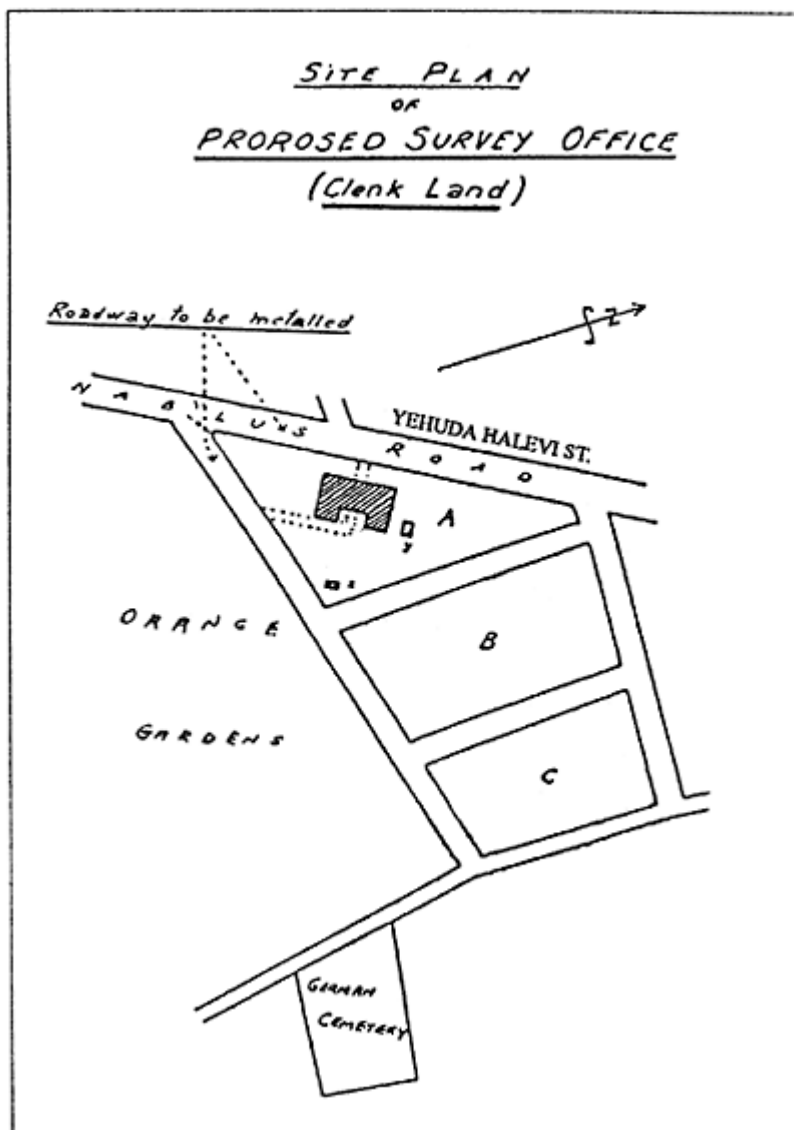 SITE PLAN
OF
PROROSED SURVEY OFFICE
(Clenk Land)
Roadway to be metalled
N
NABLUS ROAD
YEHUDA HALEVI ST.
A
y
x
ORANGE
B
GARDENS
C
GERMAN
CEMETERY